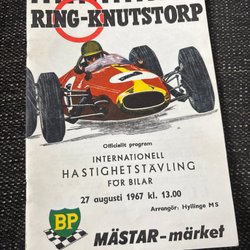 RING-KNUTSTORP
1
Officiellt program
INTERNATIONELL
HASTIGHETSTÄVLING
FÖR BILAR
27 augusti 1967 kl. 13.00
Arrangör: Hyllinge MS
BP
MÄSTAR-märket